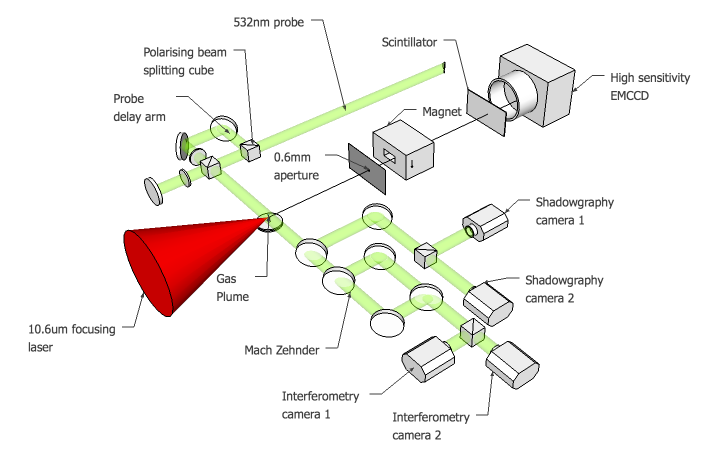 532nm probe
Scintillator
Polarising beam
splitting cube
High sensitivity
EMCCD
Probe
delay arm
Magnet
0.6mm
aperture
Shadowgraphy
camera 1
Gas
Plume
Shadowgraphy
camera 2
10.6um focusing
laser
Mach Zehnder
Interferometry
camera 1
Interferometry
camera 2